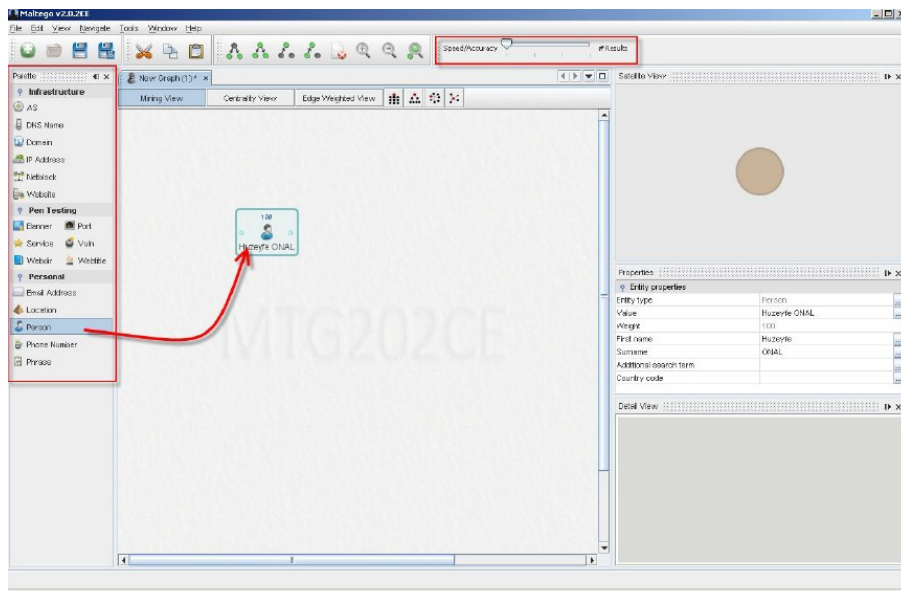 Maltego v2.0.2CE
File Edit View Navigate Tools Window Help
Speed/Accuracy # Results
Palette
Infrastructure
AS
DNS Name
Domain
IP Address
Netblock
Website
Pen Testing
Banner Port
Service Vuln
Webdir Webtitle
Personal
Email Address
Location
Person
Phone Number
Phrase
New Graph (1) *
Mining View Centrality View Edge Weighted View
100
Huzeyfe ONAL
MTG202CE
Satellite View
Properties
Entity properties
Entity type Person
Value Huzeyfe ONAL
Weight 100
First name Huzeyfe
Surname ONAL
Additional search term
Country code
Detail View